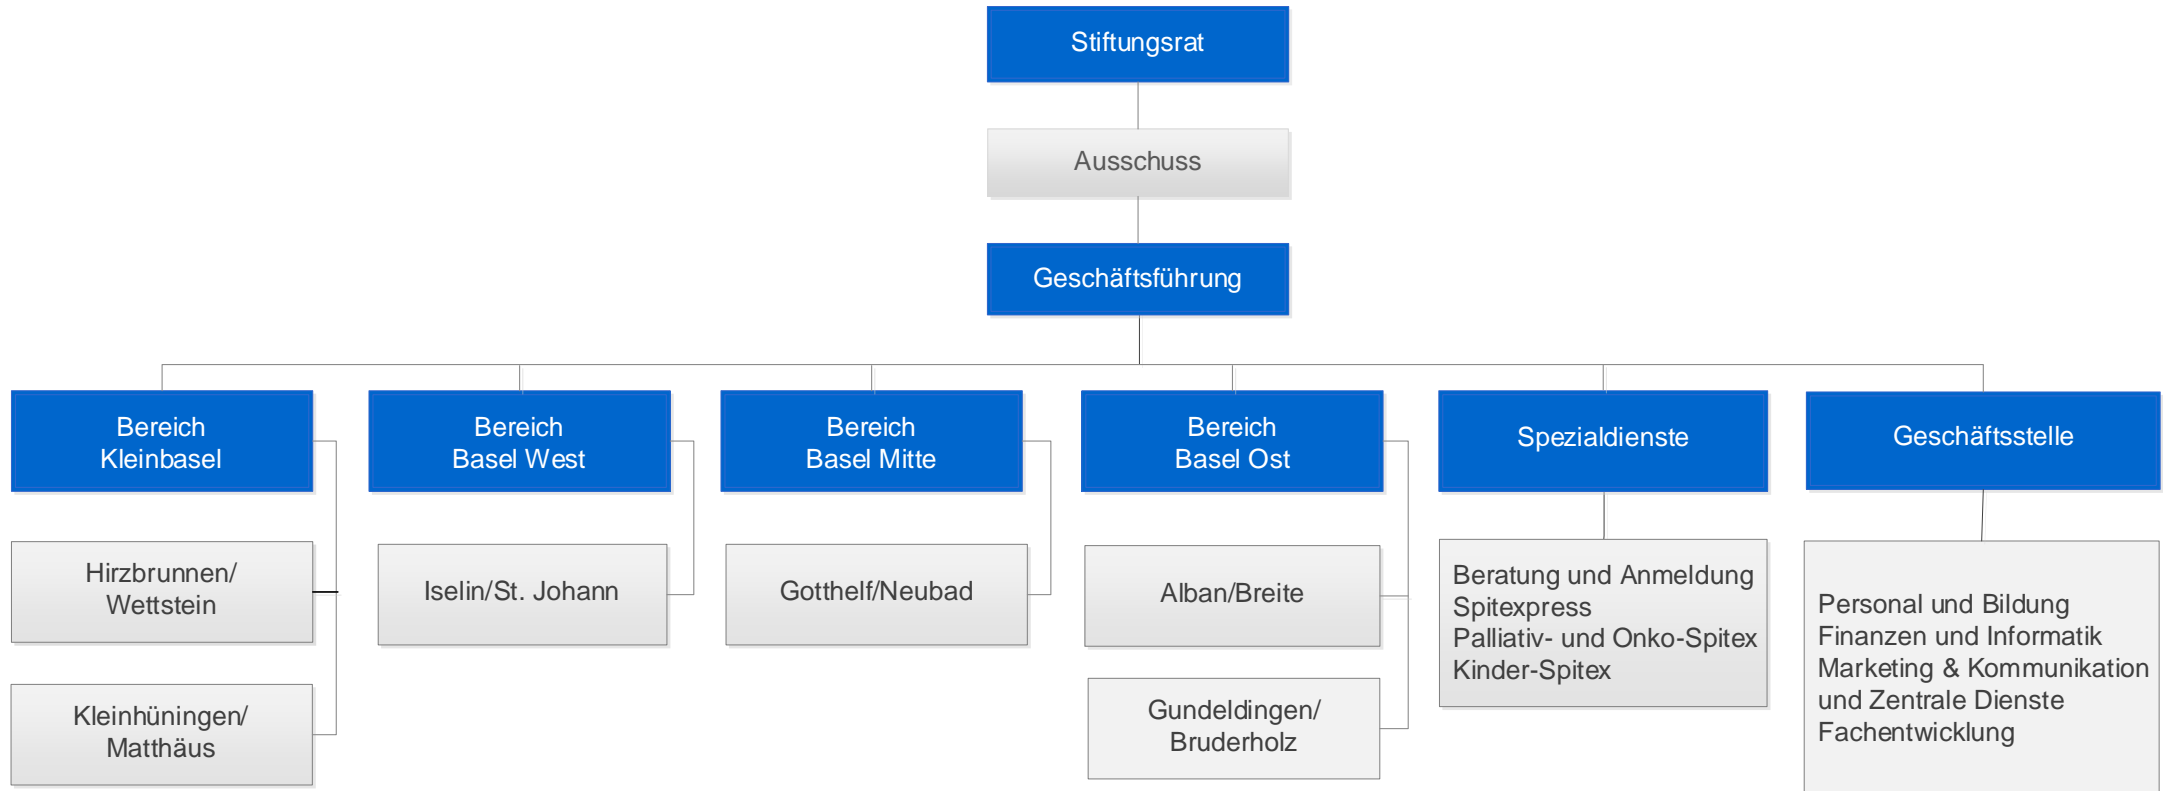 Stiftungsrat
Ausschuss
Geschäftsführung
Bereich
Kleinbasel
Bereich
Basel West
Bereich
Basel Mitte
Bereich
Basel Ost
Spezialdienste
Geschäftsstelle
Hirzbrunnen/
Wettstein
Iselin/St. Johann
Gotthelf/Neubad
Alban/Breite
Beratung und Anmeldung
Spitexpress
Palliativ- und Onko-Spitex
Kinder-Spitex
Personal und Bildung
Finanzen und Informatik
Marketing & Kommunikation
und Zentrale Dienste
Fachentwicklung
Kleinhüningen/
Matthäus
Gundeldingen/
Bruderholz